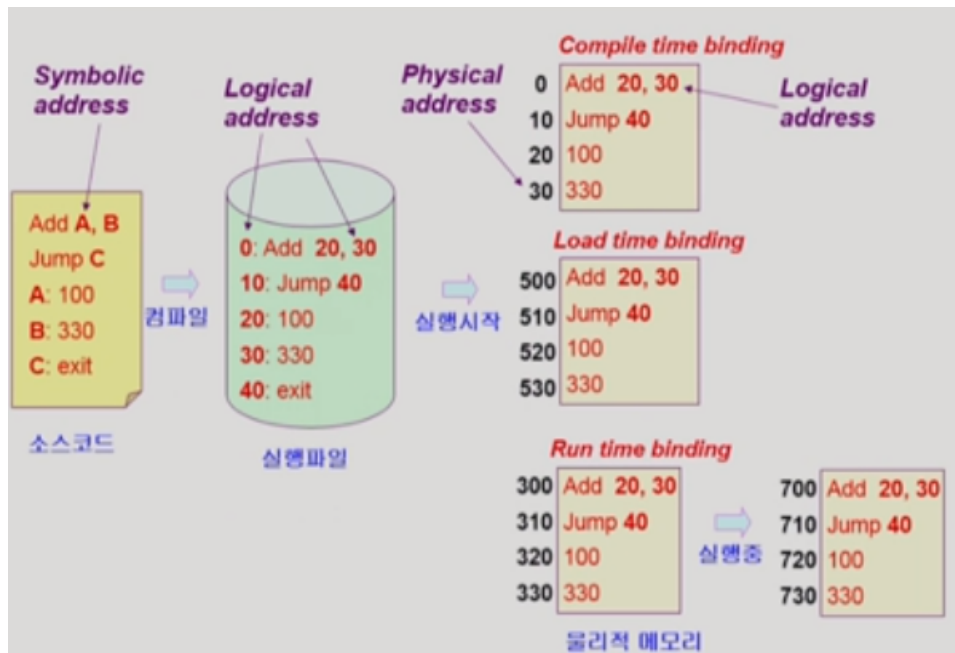 Symbolic
address
Add A, B
Jump C
A: 100
B: 330
C: exit
소스코드
컴파일
Logical
address
0: Add 20, 30
10: Jump 40
20: 100
30: 330
40: exit
실행파일
실행시작
Physical
address
Compile time binding
0 Add 20, 30
10 Jump 40
20 100
30 330
Logical
address
Load time binding
500 Add 20, 30
510 Jump 40
520 100
530 330
Run time binding
300 Add 20, 30
310 Jump 40
320 100
330 330
실행중
700 Add 20, 30
710 Jump 40
720 100
730 330
물리적 메모리